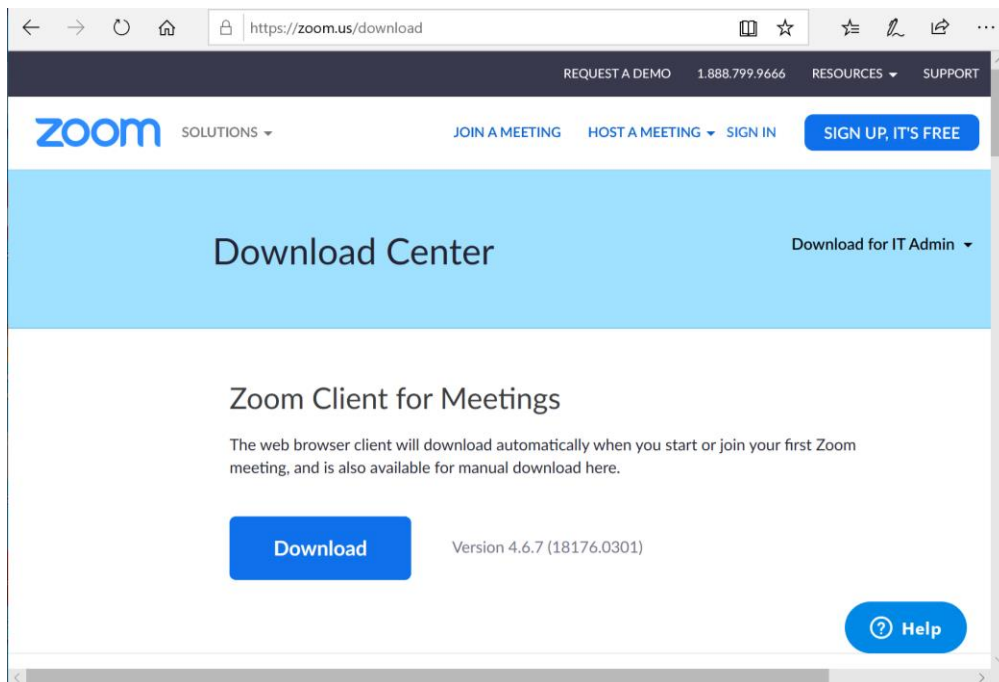 https://zoom.us/download
REQUEST A DEMO 1.888.799.9666 RESOURCES SUPPORT
zoom SOLUTIONS JOIN A MEETING HOST A MEETING SIGN IN SIGN UP, IT'S FREE
Download Center
Download for IT Admin
Zoom Client for Meetings
The web browser client will download automatically when you start or join your first Zoom
meeting, and is also available for manual download here.
Download Version 4.6.7 (18176.0301)
? Help